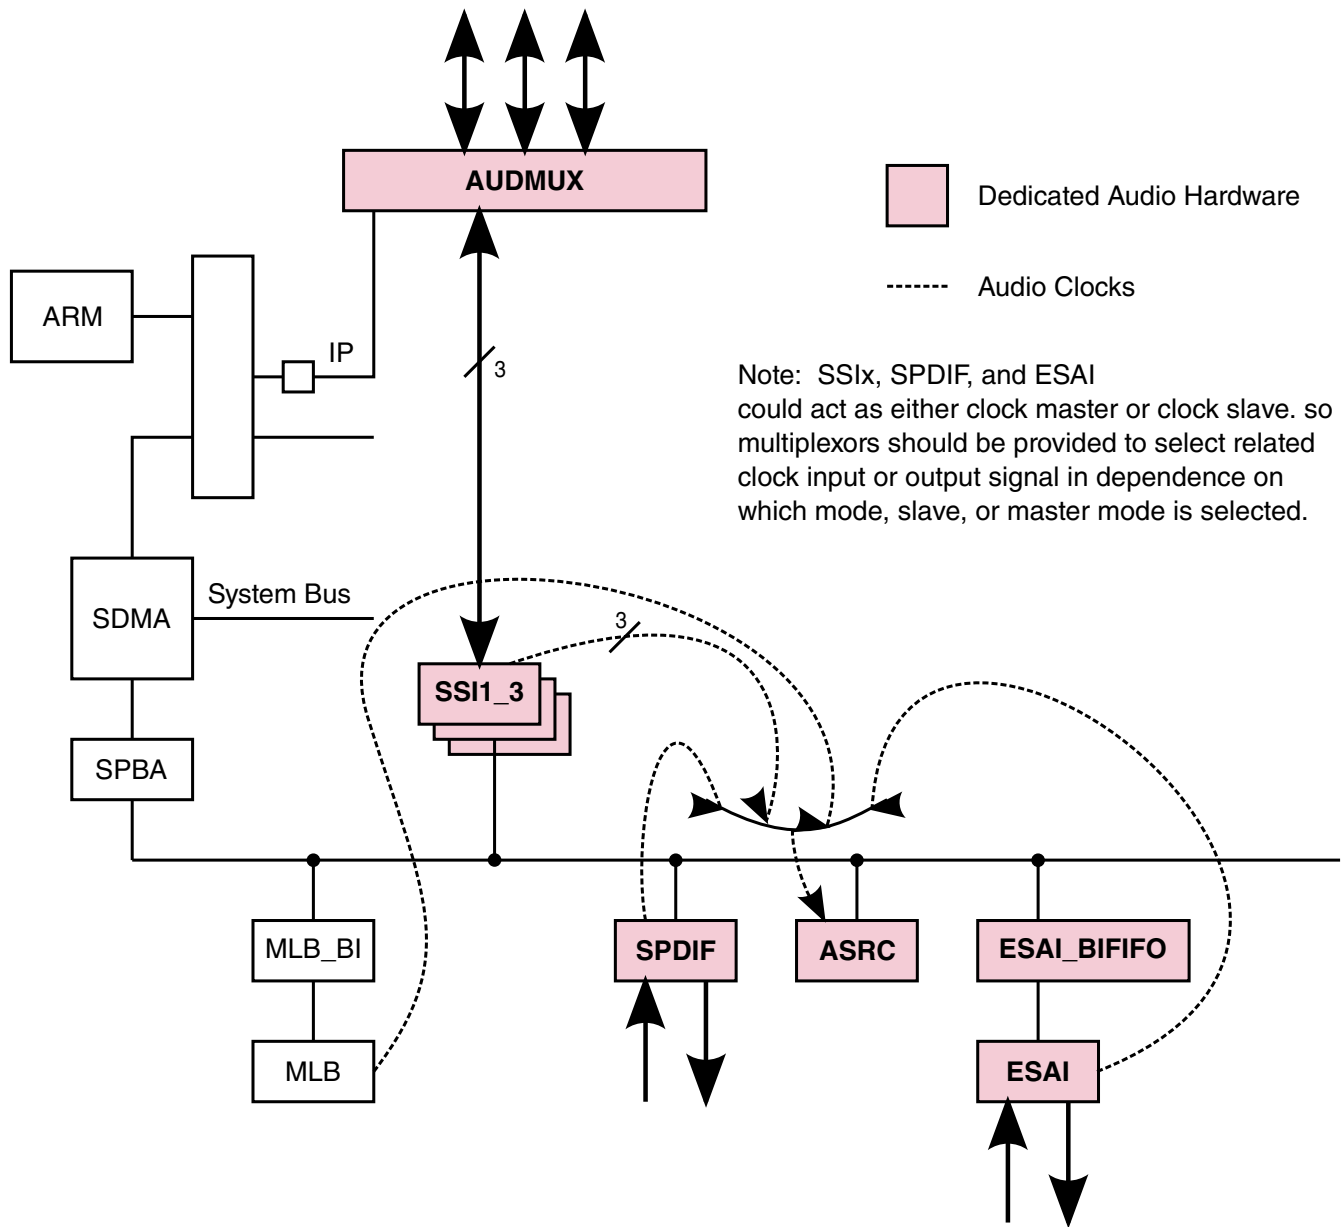 AUDMUX
Dedicated Audio Hardware
ARM
Audio Clocks
IP
3
Note: SSIx, SPDIF, and ESAI
could act as either clock master or clock slave. so
multiplexors should be provided to select related
clock input or output signal in dependence on
which mode, slave, or master mode is selected.
SDMA
System Bus
3
SSI1_3
SPBA
MLB_BI
SPDIF
ASRC
ESAI_BIFIFO
MLB
ESAI